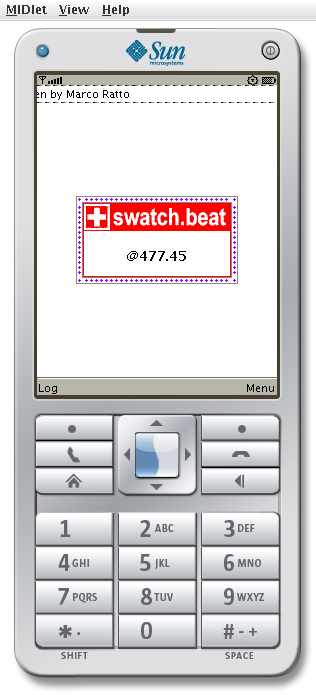 MIDlet View Help
Sun
microsystems
en by Marco Ratto
swatch.beat
@477.45
Log Menu
1 2 ABC 3 DEF
4 GHI 5 JKL 6 MNO
7 PQRS 8 TUV 9 WXYZ
* . 0 # - +
SHIFT SPACE